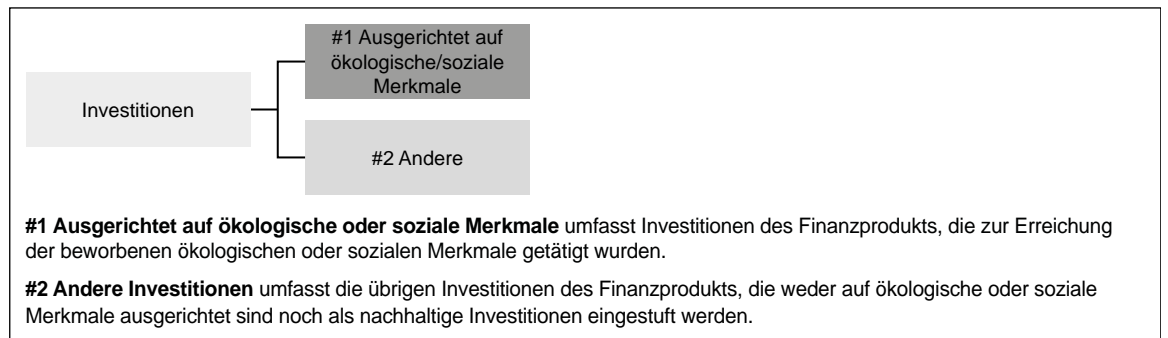 #1 Ausgerichtet auf
ökologische/soziale
Merkmale
Investitionen
#2 Andere
#1 Ausgerichtet auf ökologische oder soziale Merkmale umfasst Investitionen des Finanzprodukts, die zur Erreichung
der beworbenen ökologischen oder sozialen Merkmale getätigt wurden.
#2 Andere Investitionen umfasst die übrigen Investitionen des Finanzprodukts, die weder auf ökologische oder soziale
Merkmale ausgerichtet sind noch als nachhaltige Investitionen eingestuft werden.